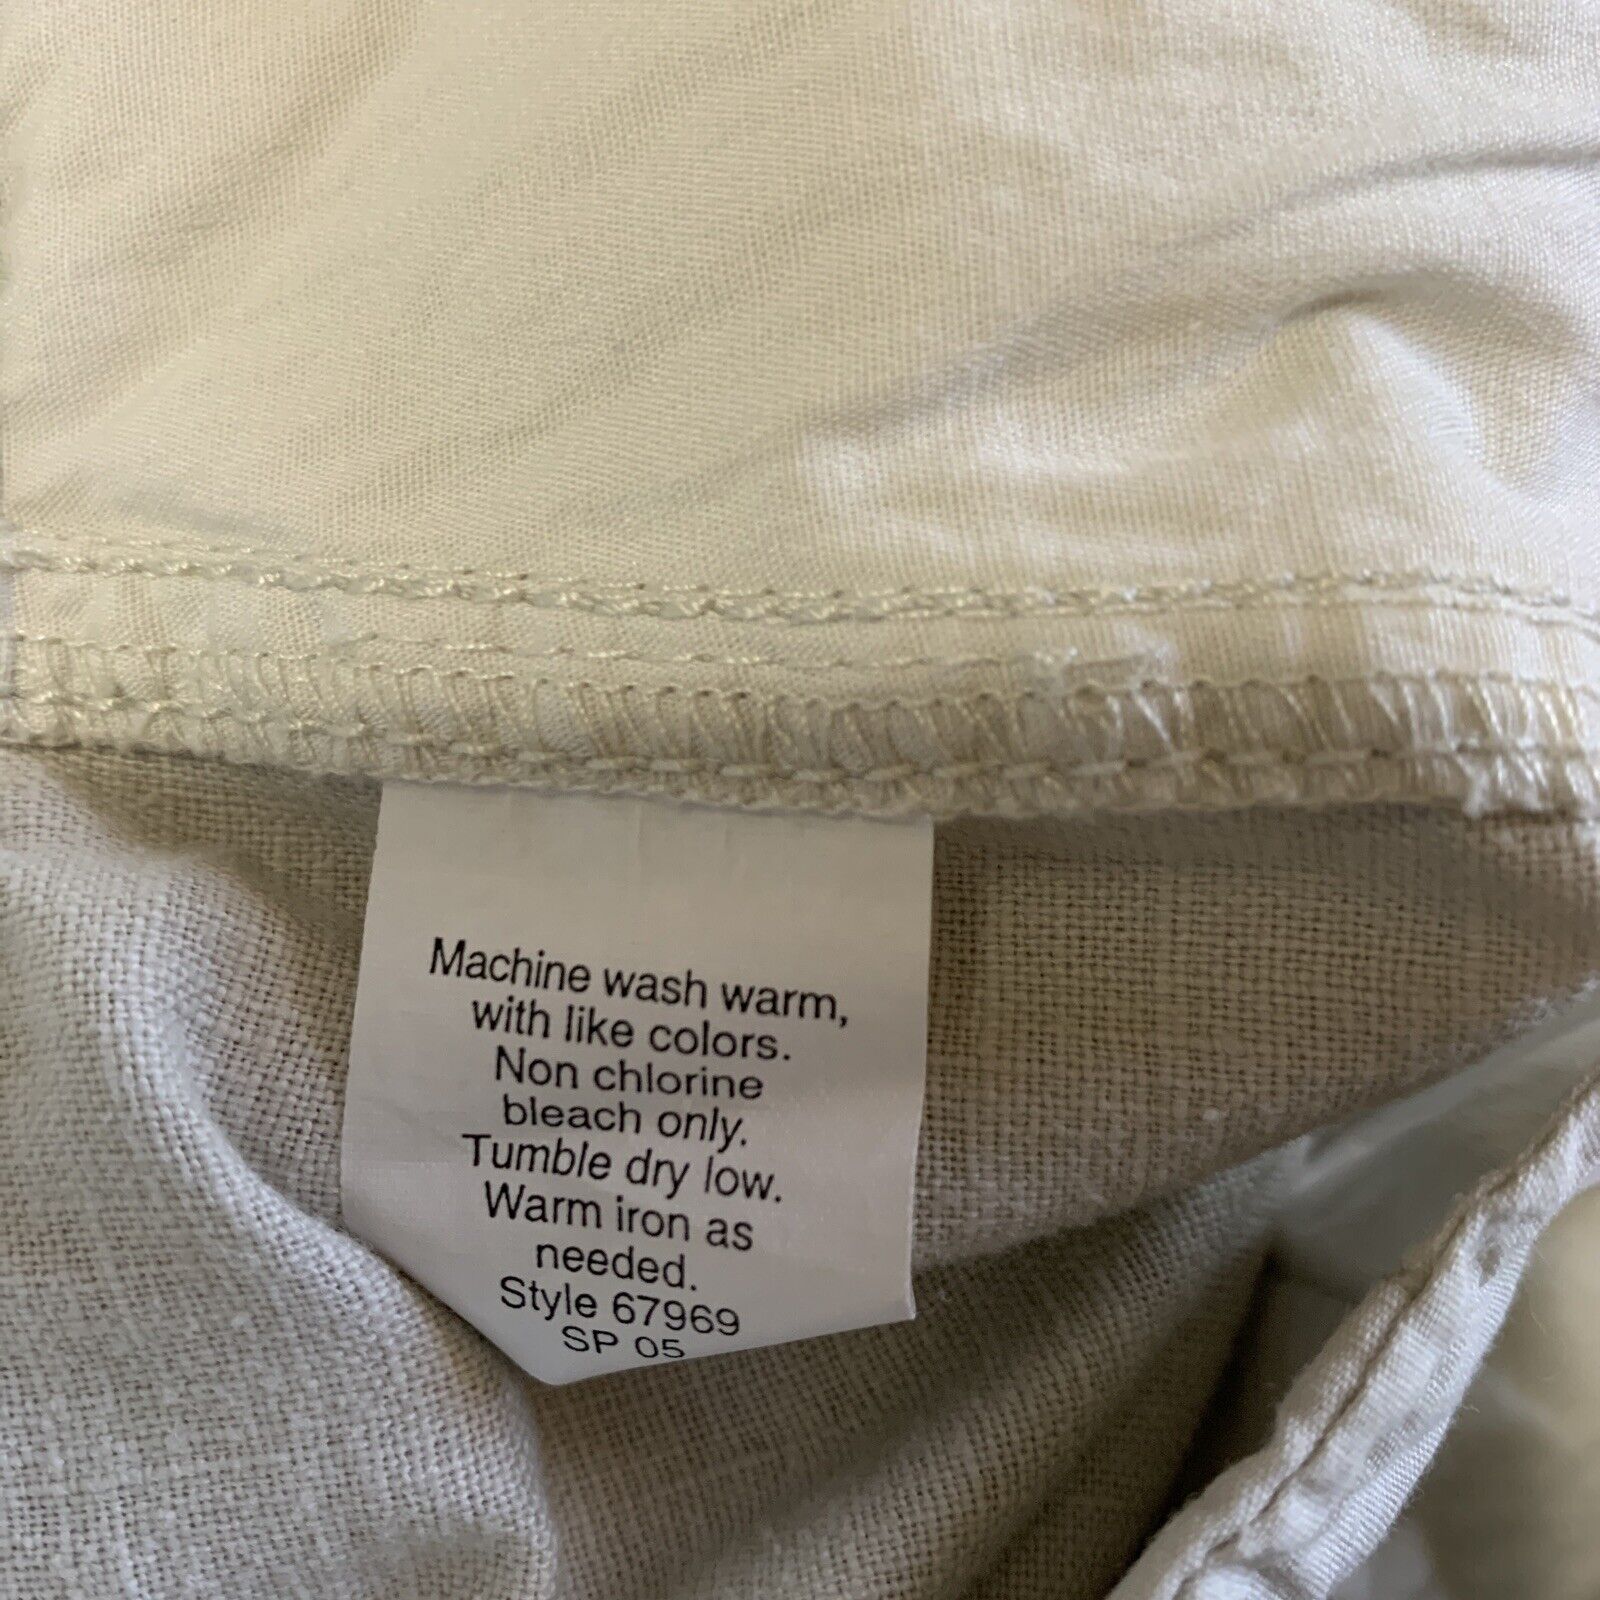 Machine wash warm,
with like colors.
Non chlorine
bleach only.
Tumble dry low.
Warm iron as
needed.
Style 67969
SP 05